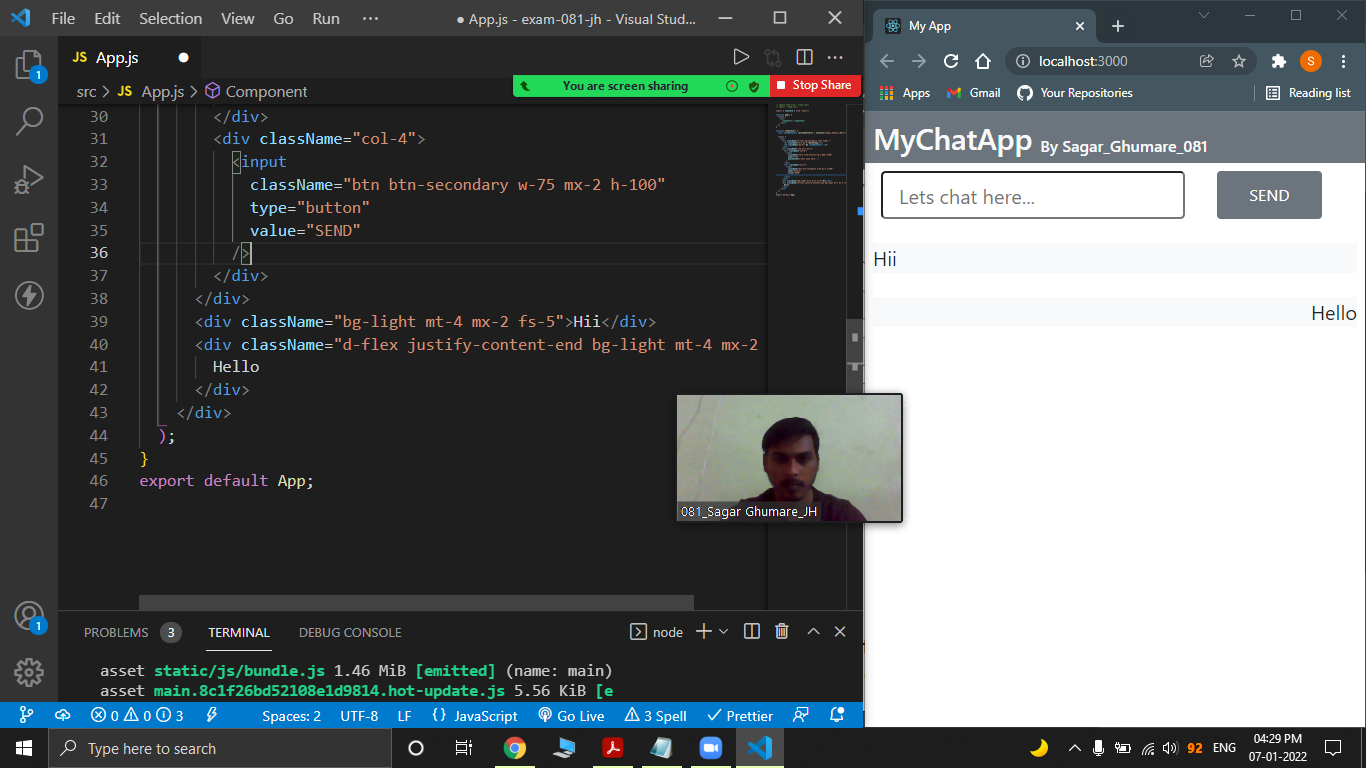 File Edit Selection View Go Run ··· ● App.js - exam-081-jh - Visual Stud...
JS App.js ●
src > JS App.js > Component
You are screen sharing Stop Share
30 </div>
31 <div className="col-4">
32 <input
33 className="btn btn-secondary w-75 mx-2 h-100"
34 type="button"
35 value="SEND"
36 />
37 </div>
38 </div>
39 <div className="bg-light mt-4 mx-2 fs-5">Hii</div>
40 <div className="d-flex justify-content-end bg-light mt-4 mx-2
41 Hello
42 </div>
43 </div>
44 );
45 }
46 export default App;
47
1
1
PROBLEMS 3 TERMINAL DEBUG CONSOLE node
asset static/js/bundle.js 1.46 MiB [emitted] (name: main)
asset main.8c1f26bd52108e1d9814.hot-update.js 5.56 KiB [e
0 0 3 Spaces: 2 UTF-8 LF {} JavaScript Go Live 3 Spell Prettier
My App
localhost:3000 S
Apps Gmail Your Repositories Reading list
MyChatApp By Sagar_Ghumare_081
Lets chat here... SEND
Hii
Hello
081_Sagar Ghumare_JH
Type here to search
92 ENG 04:29 PM
07-01-2022